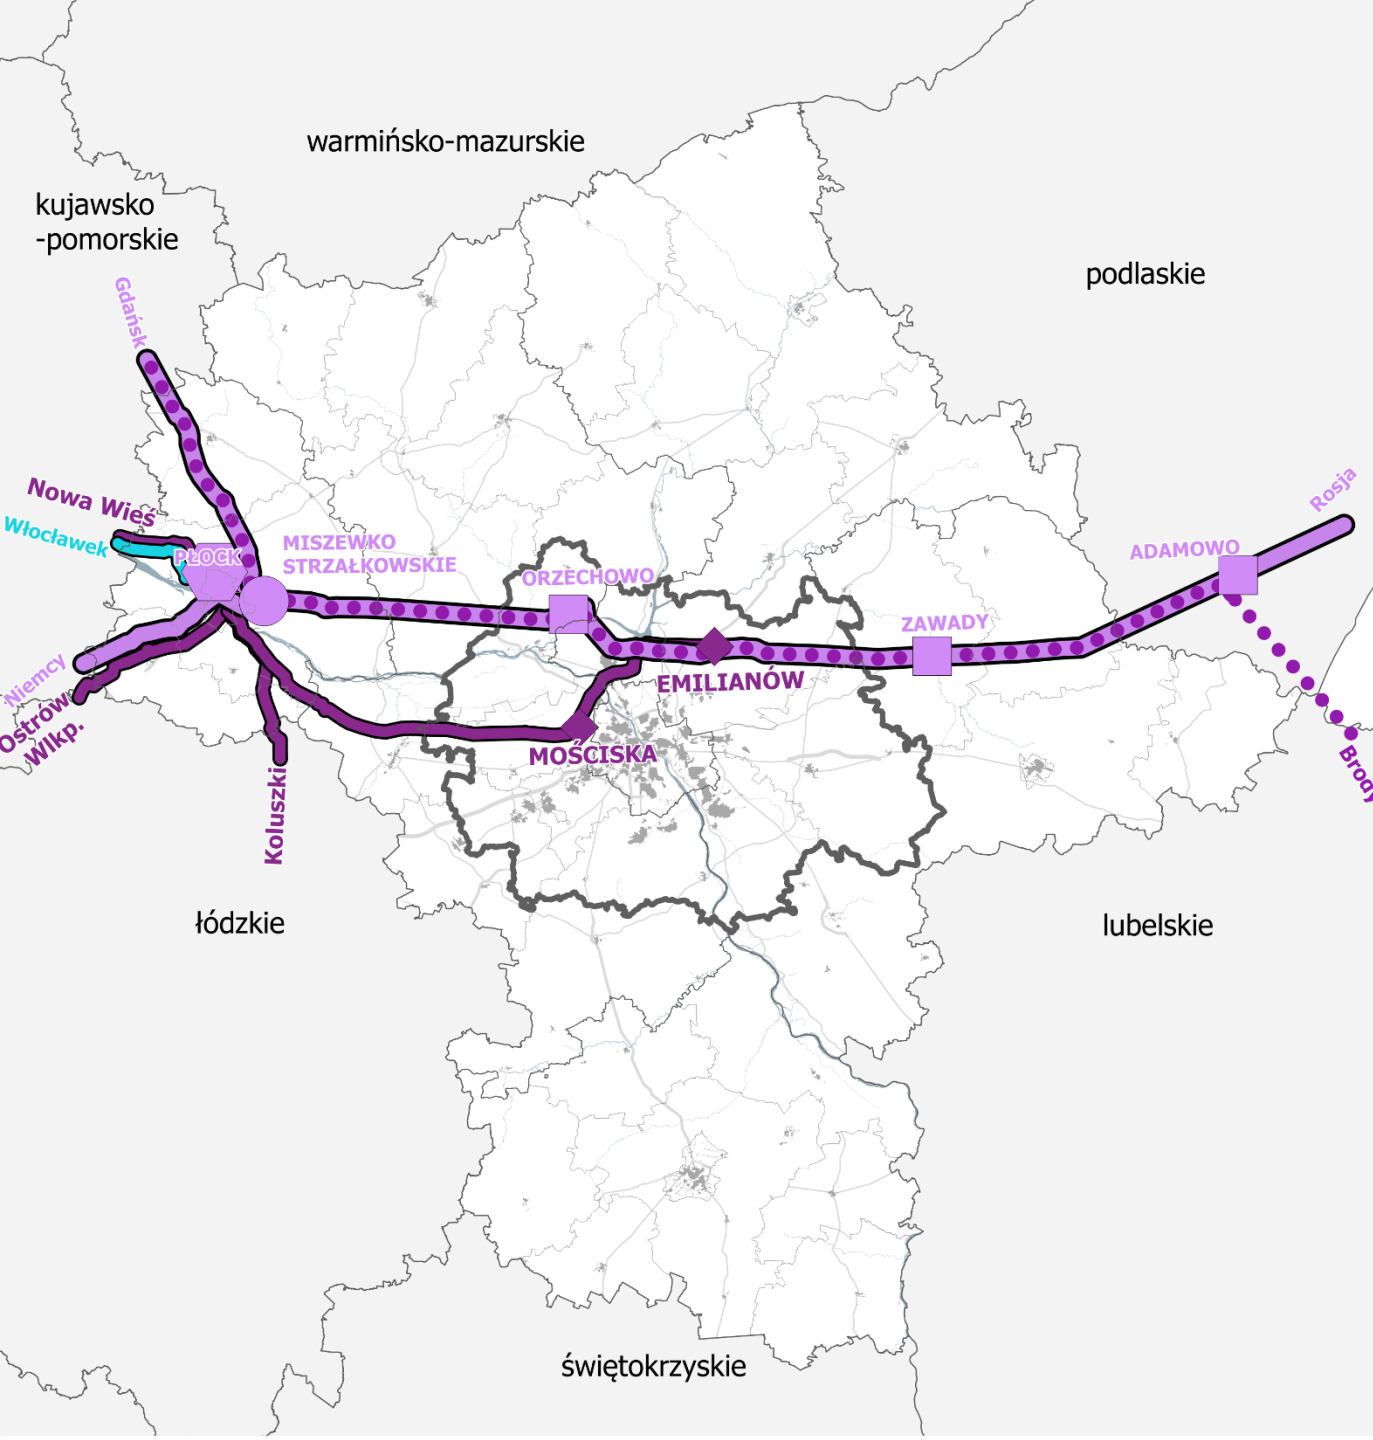 warmińsko-mazurskie
kujawsko
-pomorskie
podlaskie
Gdańsk
Nowa Wieś
Włocławek
PŁOCK
MISZEWKO
STRZAŁKOWSKIE
ORZECHOWO
ZAWADY
ADAMOWO
Rosja
EMILIANÓW
MOŚCISKA
Niemcy
Ostrów
Wlkp.
Koluszki
Brody
łódzkie
lubelskie
świętokrzyskie